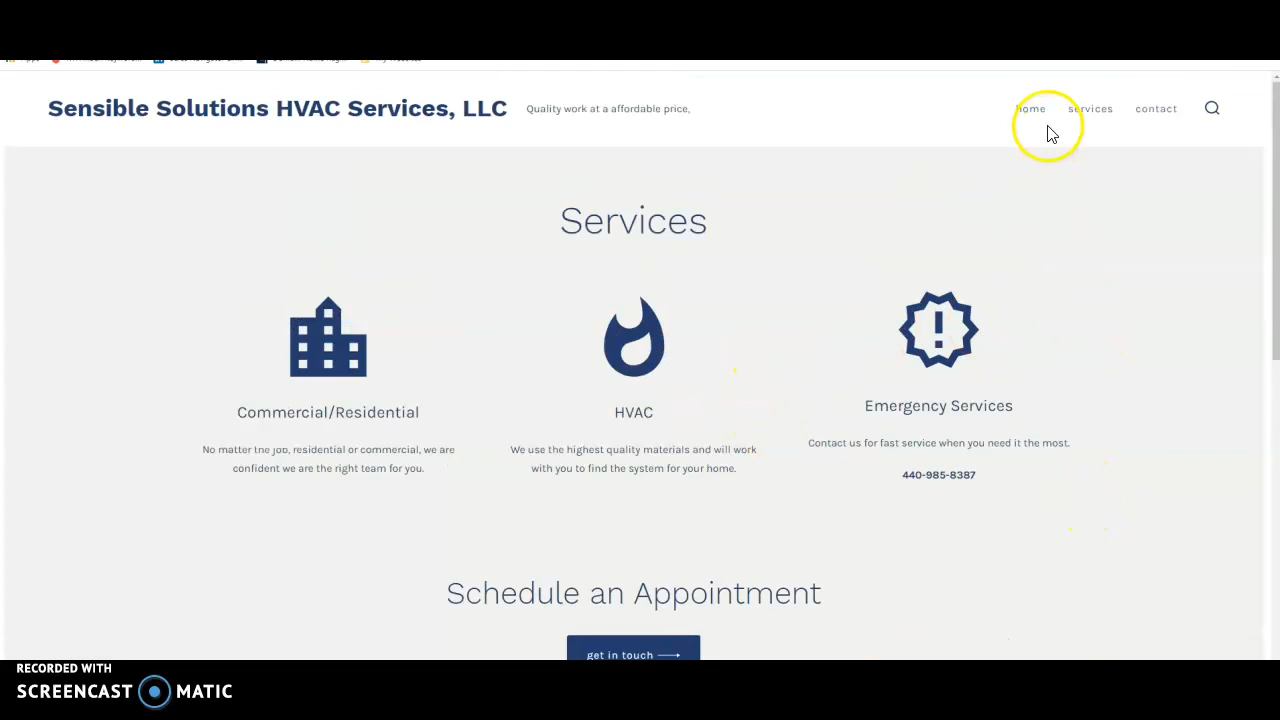 Sensible Solutions HVAC Services, LLC
Quality work at a affordable price,
home services contact
Services
Commercial/Residential
No matter the job, residential or commercial, we are
confident we are the right team for you.
HVAC
We use the highest quality materials and will work
with you to find the system for your home.
Emergency Services
Contact us for fast service when you need it the most.
440-985-8387
Schedule an Appointment
get in touch
RECORDED WITH
SCREENCAST MATIC